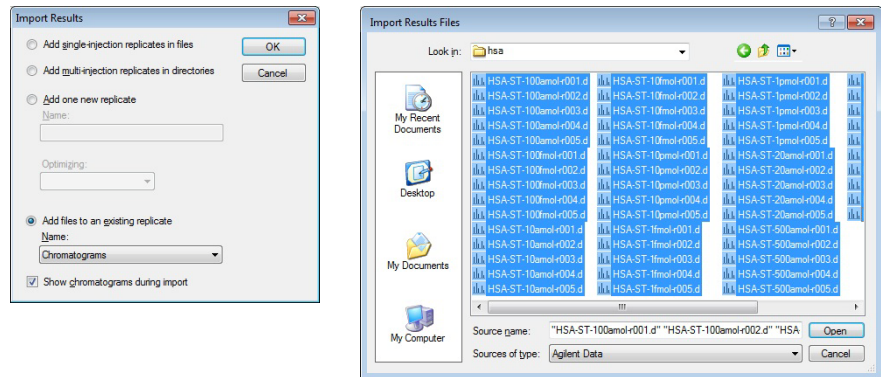 Import Results
Add single-injection replicates in files
OK
Add multi-injection replicates in directories
Cancel
Add one new replicate
Name:
Optimizing:
Add files to an existing replicate
Name:
Chromatograms
Show chromatograms during import
Import Results Files
Look in:
hsa
My Recent Documents
Desktop
My Documents
My Computer
HSA-ST-100amol-r001.d HSA-ST-10fmol-r001.d HSA-ST-1pmol-r001.d
HSA-ST-100amol-r002.d HSA-ST-10fmol-r002.d HSA-ST-1pmol-r002.d
HSA-ST-100amol-r003.d HSA-ST-10fmol-r003.d HSA-ST-1pmol-r003.d
HSA-ST-100amol-r004.d HSA-ST-10fmol-r004.d HSA-ST-1pmol-r004.d
HSA-ST-100amol-r005.d HSA-ST-10fmol-r005.d HSA-ST-1pmol-r005.d
HSA-ST-100fmol-r001.d HSA-ST-10pmol-r001.d HSA-ST-20amol-r001.d
HSA-ST-100fmol-r002.d HSA-ST-10pmol-r002.d HSA-ST-20amol-r002.d
HSA-ST-100fmol-r003.d HSA-ST-10pmol-r003.d HSA-ST-20amol-r003.d
HSA-ST-100fmol-r004.d HSA-ST-10pmol-r004.d HSA-ST-20amol-r004.d
HSA-ST-100fmol-r005.d HSA-ST-10pmol-r005.d HSA-ST-20amol-r005.d
HSA-ST-10amol-r001.d HSA-ST-1fmol-r001.d HSA-ST-500amol-r001.d
HSA-ST-10amol-r002.d HSA-ST-1fmol-r002.d HSA-ST-500amol-r002.d
HSA-ST-10amol-r003.d HSA-ST-1fmol-r003.d HSA-ST-500amol-r003.d
HSA-ST-10amol-r004.d HSA-ST-1fmol-r004.d HSA-ST-500amol-r004.d
HSA-ST-10amol-r005.d HSA-ST-1fmol-r005.d HSA-ST-500amol-r005.d
Source name:
"HSA-ST-100amol-r001.d" "HSA-ST-100amol-r002.d" "HSA
Open
Sources of type:
Agilent Data
Cancel